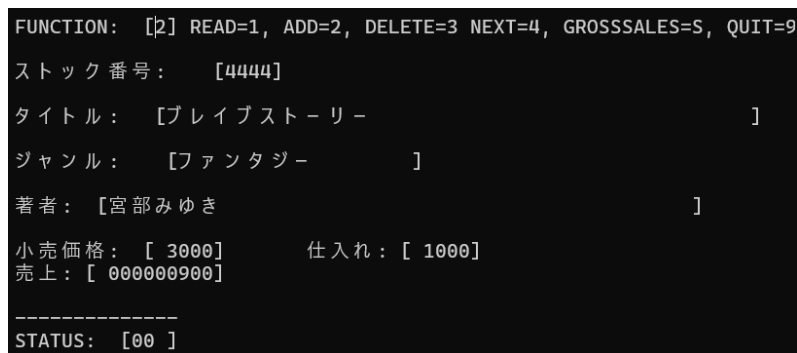 FUNCTION: [2] READ=1, ADD=2, DELETE=3 NEXT=4, GROSSSALES=S, QUIT=9
ストック番号: [4444]
タイトル: [ブレイブストーリー ]
ジャンル: [ファンタジー ]
著者: [宮部みゆき ]
小売価格: [ 3000] 仕入れ: [ 1000]
売上: [ 000000900]
--------------
STATUS: [00 ]